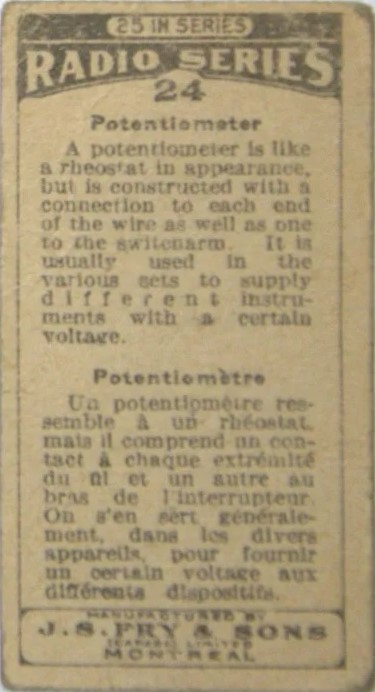 25 IN SERIES
RADIO SERIES
24
Potentiometer
A potentiometer is like
a rheostat in appearance,
but is constructed with a
connection to each end
of the wire as well as one
to the switcharm. It is
usually used in the
various sets to supply
different instru-
ments with a certain
voltage.
Potentiomètre
Un potentiomètre res-
semble à un rhéostat
mais il comprend un con-
tact à chaque extrémité
du fil et un autre au
bras de l'interrupteur.
On s'en sert générale-
ment, dans les divers
appareils, pour fournir
un certain voltage aux
différents dispositifs.
MANUFACTURED BY
J. S. FRY & SONS
(CANADA) LIMITED
MONTREAL